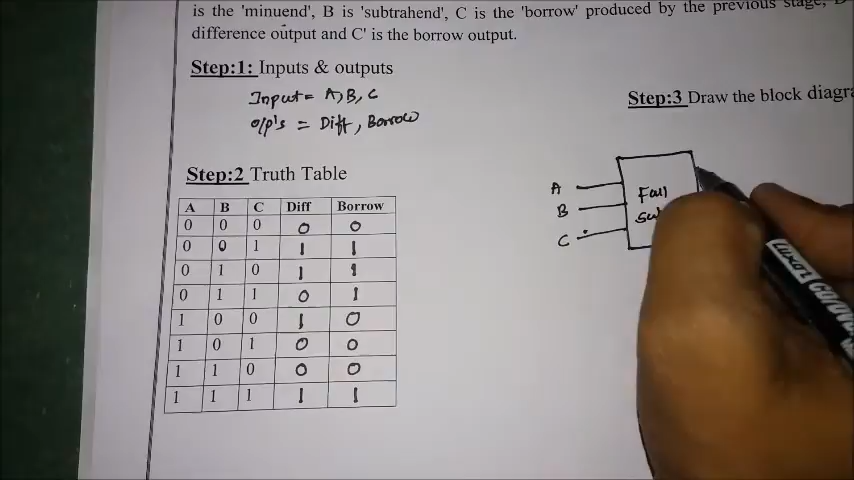 is the 'minuend', B is 'subtrahend', C is the 'borrow' produced by the previous stage,
difference output and C' is the borrow output.
Step:1: Inputs & outputs
Input= A,B, C
o/p's = Diff, Borrow
Step:2 Truth Table
A B C Diff Borrow
0 0 0 0 0
0 0 1 1 1
0 1 0 1 1
0 1 1 0 1
1 0 0 1 0
1 0 1 0 0
1 1 0 0 0
1 1 1 1 1
Step:3 Draw the block diagra
A
B
C
Full
su
luxor